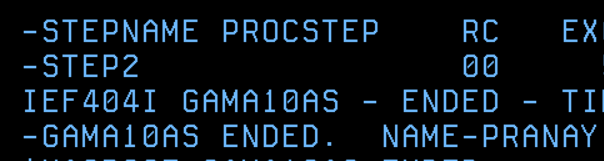 -STEPNAME PROCSTEP RC
-STEP2 00
IEF404I GAMA10AS - ENDED -
-GAMA10AS ENDED. NAME-PRANAY